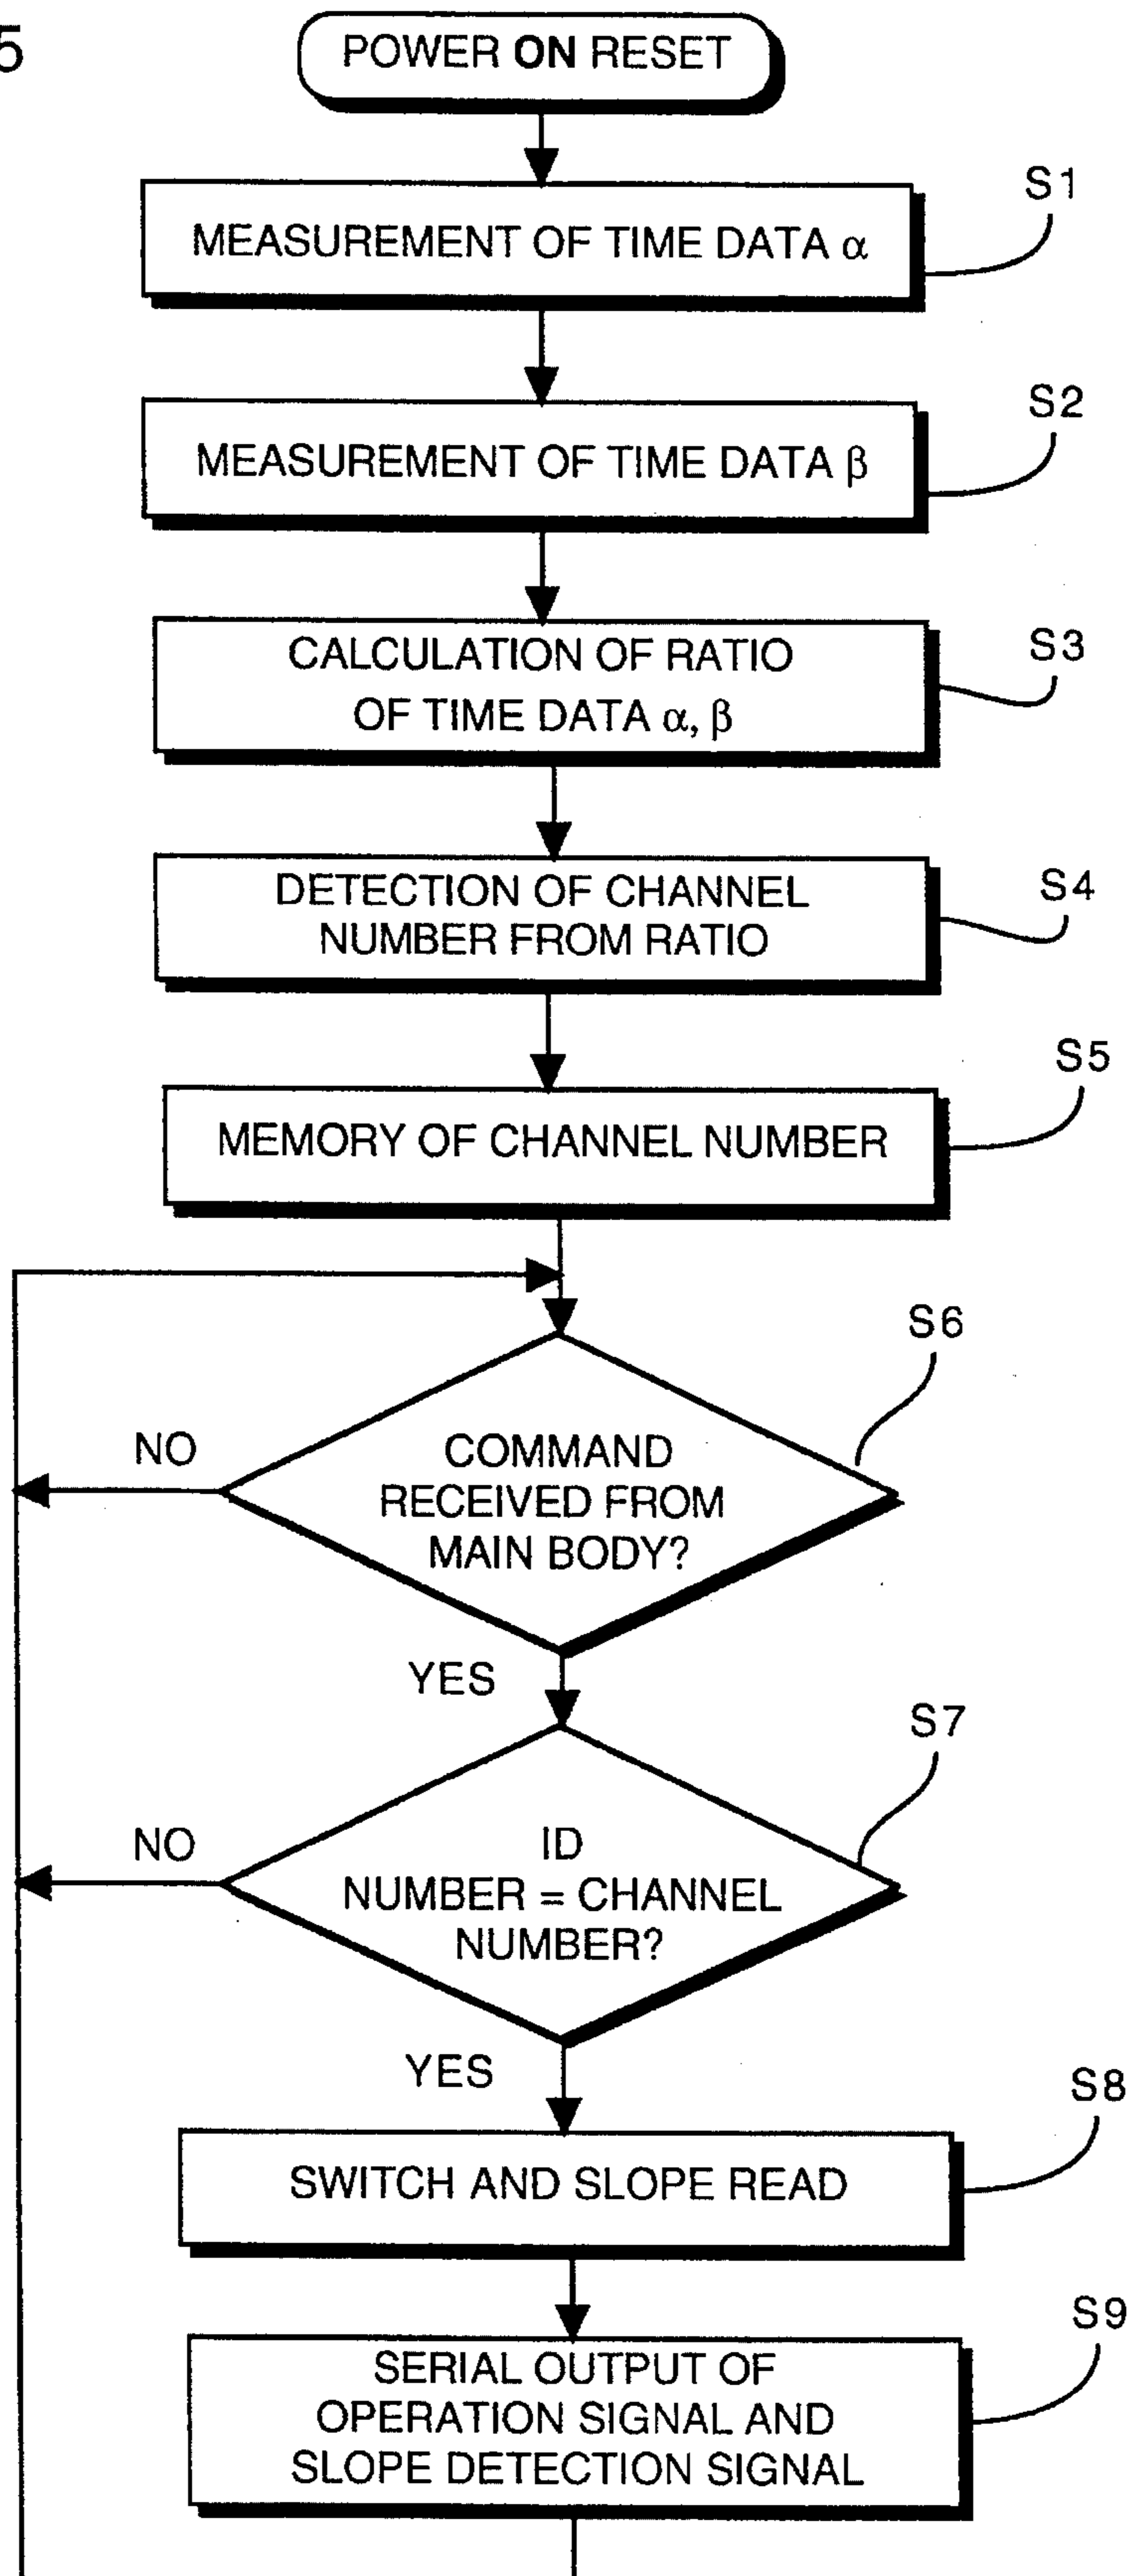 5
POWER ON RESET
S1
MEASUREMENT OF TIME DATA α
S2
MEASUREMENT OF TIME DATA β
S3
CALCULATION OF RATIO
OF TIME DATA α, β
S4
DETECTION OF CHANNEL
NUMBER FROM RATIO
S5
MEMORY OF CHANNEL NUMBER
S6
NO
COMMAND
RECEIVED FROM
MAIN BODY?
YES
S7
NO
ID
NUMBER = CHANNEL
NUMBER?
YES
S8
SWITCH AND SLOPE READ
S9
SERIAL OUTPUT OF
OPERATION SIGNAL AND
SLOPE DETECTION SIGNAL